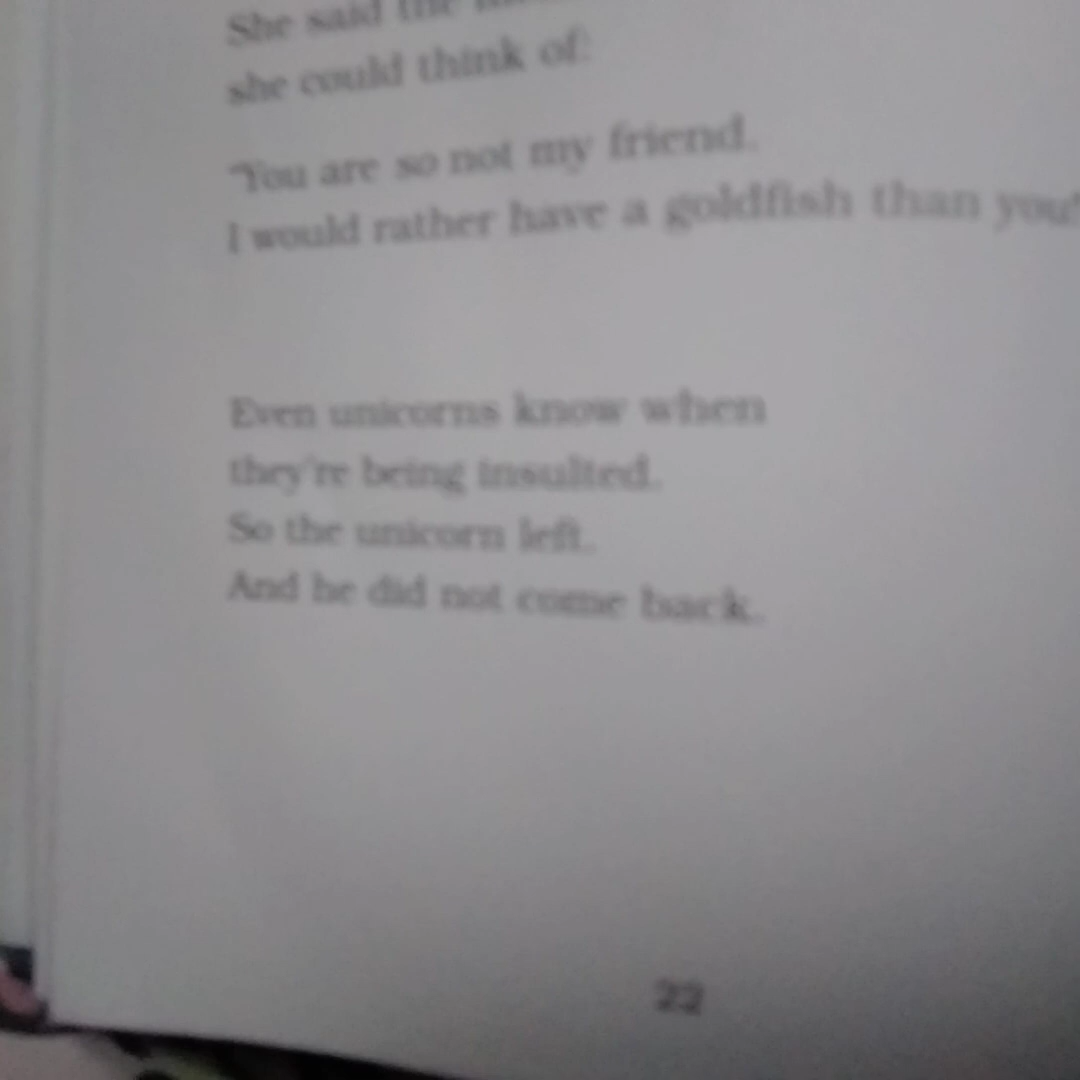 She said the
she could think of:
"You are so not my friend.
I would rather have a goldfish than you
Even unicorns know when
they're being insulted.
So the unicorn left.
And he did not come back.
22